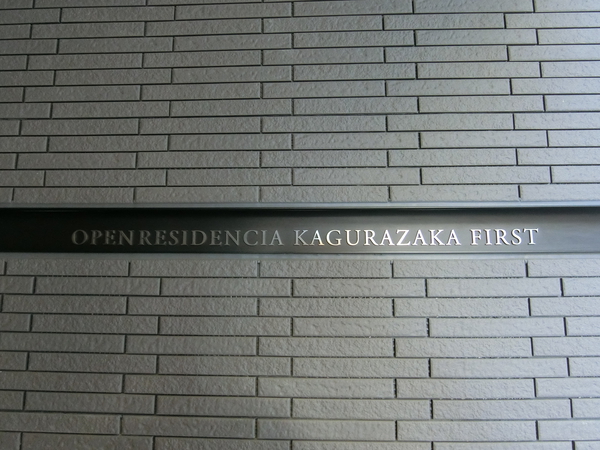 OPEN RESIDENCIA KAGURAZAKA FIRST